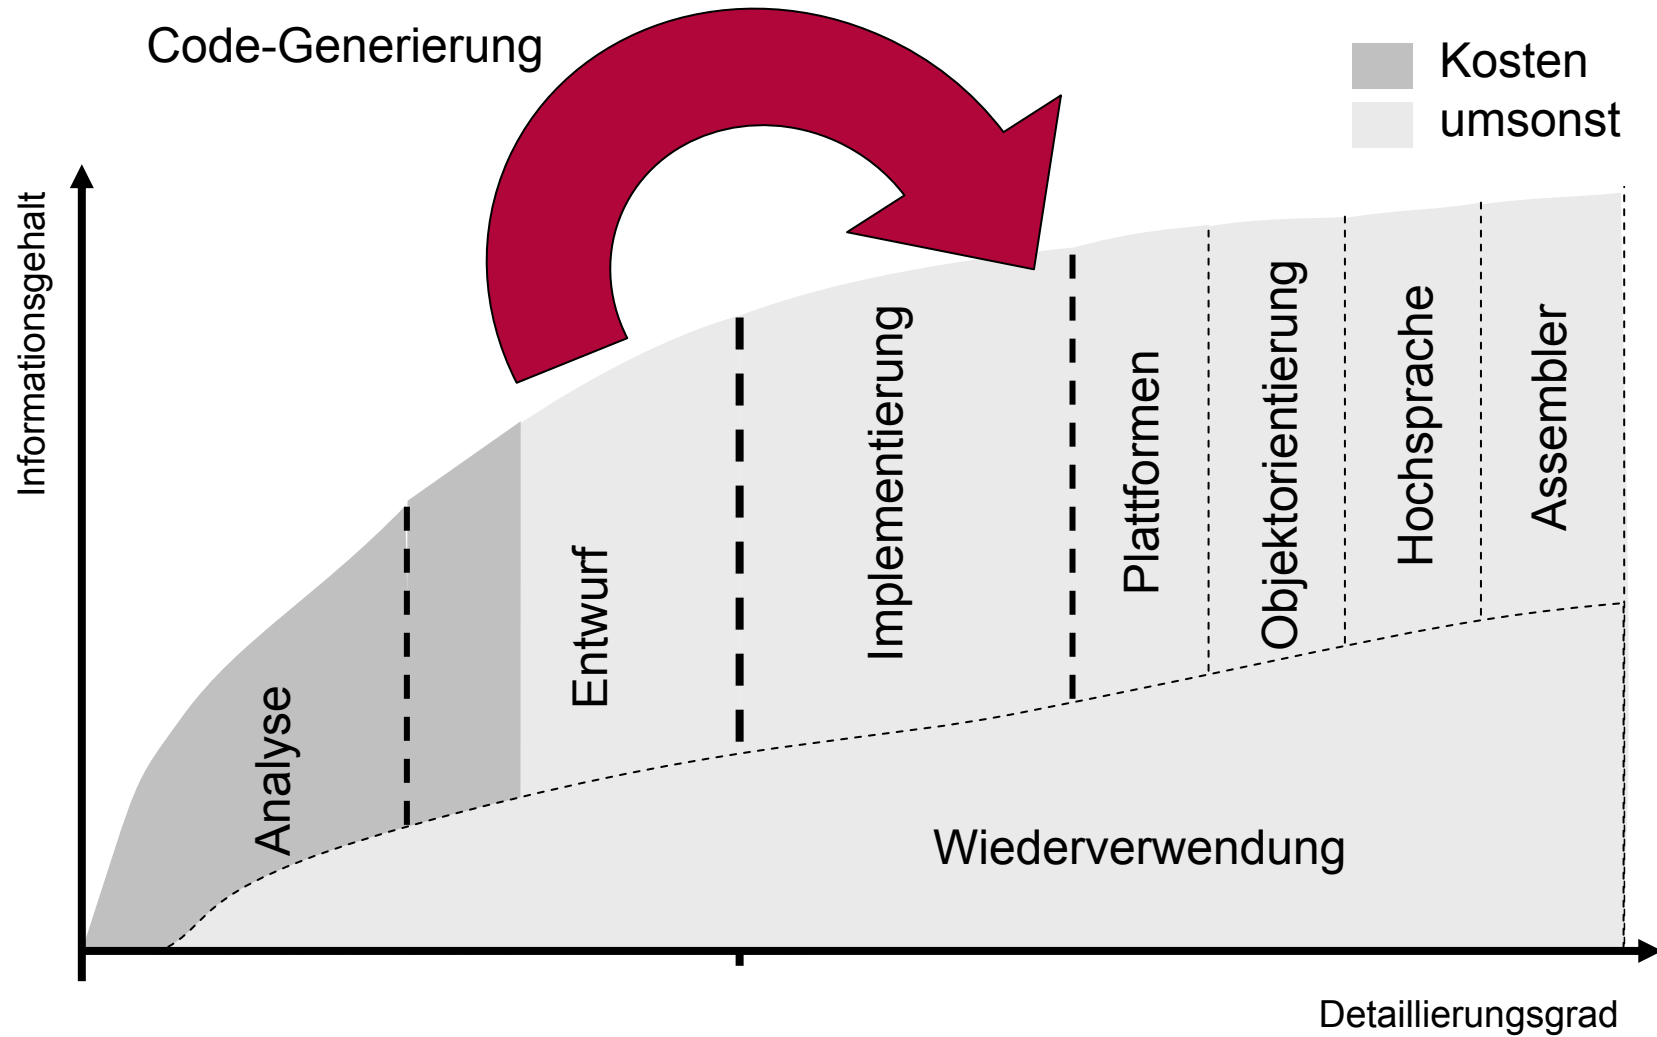 Code-Generierung
Kosten
umsonst
Informationsgehalt
Analyse
Entwurf
Implementierung
Plattformen
Objektorientierung
Hochsprache
Assembler
Wiederverwendung
Detaillierungsgrad